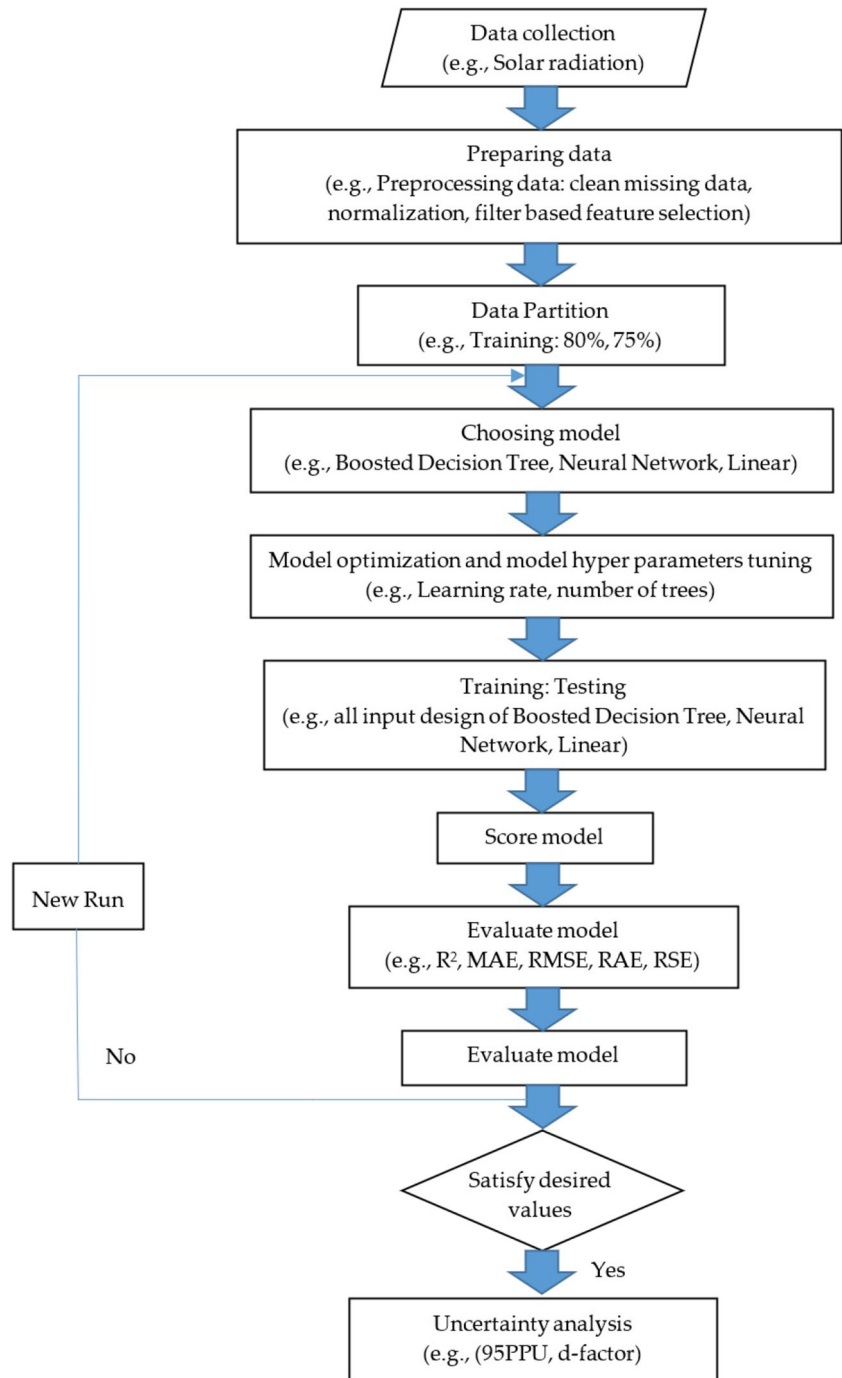 Data collection
(e.g., Solar radiation)
Preparing data
(e.g., Preprocessing data: clean missing data,
normalization, filter based feature selection)
Data Partition
(e.g., Training: 80%, 75%)
Choosing model
(e.g., Boosted Decision Tree, Neural Network, Linear)
Model optimization and model hyper parameters tuning
(e.g., Learning rate, number of trees)
Training: Testing
(e.g., all input design of Boosted Decision Tree, Neural
Network, Linear)
Score model
New Run
Evaluate model
(e.g., R², MAE, RMSE, RAE, RSE)
No
Evaluate model
Satisfy desired
values
Yes
Uncertainty analysis
(e.g., (95PPU, d-factor)